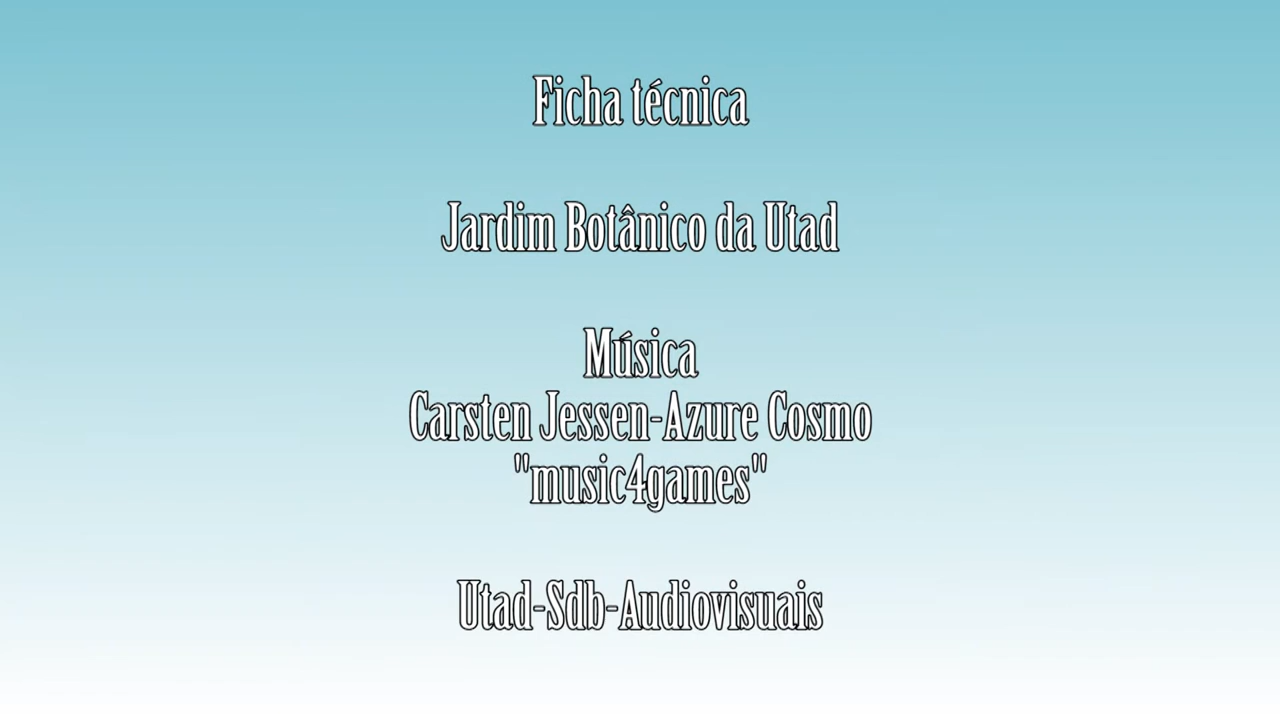 Ficha técnica
Jardim Botânico da Utad
Música
Carsten Jessen-Azure Cosmo
"music4games"
Utad-Sdb-Audiovisuais